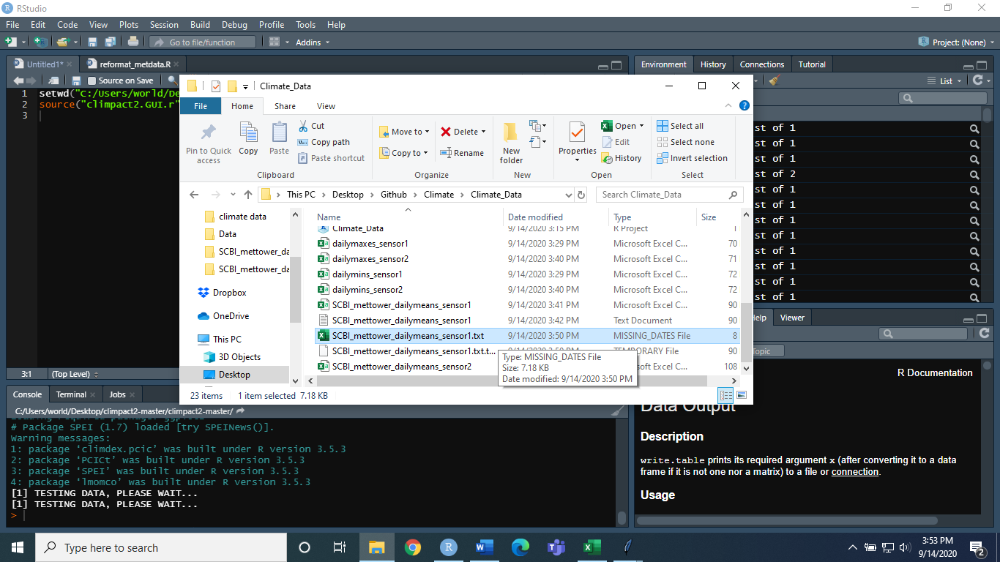 RStudio
File Edit Code View Plots Session Build Debug Profile Tools Help
Go to file/function Addins Project: (None)
Untitled1* reformat_metdata.R
Source on Save
1 setwd("C:/Users/world/De
2 source("climpact2.GUI.r"
3
3:1 (Top Level)
Climate_Data
File Home Share View
Pin to Quick access
Copy
Paste
Cut
Copy path
Paste shortcut
Clipboard
Move to
Copy to
Delete
Rename
Organize
New folder
New
Properties
Open
Edit
History
Open
Select all
Select none
Invert selection
Select
This PC Desktop Github Climate Climate_Data
Search Climate_Data
climate data
Data
SCBI_mettower_da
SCBI_mettower_da
Dropbox
OneDrive
This PC
3D Objects
Desktop
Name Date modified Type Size
Climate_Data 9/14/2020 3:15 PM R Project 1
dailymaxes_sensor1 9/14/2020 3:29 PM Microsoft Excel C... 70
dailymaxes_sensor2 9/14/2020 3:40 PM Microsoft Excel C... 71
dailymins_sensor1 9/14/2020 3:29 PM Microsoft Excel C... 72
dailymins_sensor2 9/14/2020 3:40 PM Microsoft Excel C... 72
SCBI_mettower_dailymeans_sensor1 9/14/2020 3:41 PM Microsoft Excel C... 90
SCBI_mettower_dailymeans_sensor1 9/14/2020 3:42 PM Text Document 90
SCBI_mettower_dailymeans_sensor1.txt 9/14/2020 3:50 PM MISSING_DATES File 8
SCBI_mettower_dailymeans_sensor1.txt.t... 9/14/2020 3:50 PM TEMPORARY File 90
SCBI_mettower_dailymeans_sensor2 soft Excel C... 108
Type: MISSING_DATES File
Size: 7.18 KB
Date modified: 9/14/2020 3:50 PM
23 items 1 item selected 7.18 KB
Environment History Connections Tutorial
List
st of 1
st of 1
st of 1
st of 2
st of 1
st of 1
st of 1
st of 1
st of 1
st of 1
st of 1
st of 1
elp Viewer
Topic
R Documentation
Data Output
Description
write.table prints its required argument x (after converting it to a data
frame if it is not one nor a matrix) to a file or connection.
Usage
Console Terminal Jobs
C:/Users/world/Desktop/climpact2-master/climpact2-master/
Loading required package: ggplot2
# Package SPEI (1.7) loaded [try SPEINews()].
Warning messages:
1: package ‘climdex.pcic’ was built under R version 3.5.3
2: package ‘PCICt’ was built under R version 3.5.3
3: package ‘SPEI’ was built under R version 3.5.3
4: package ‘lmomco’ was built under R version 3.5.3
[1] TESTING DATA, PLEASE WAIT...
[1] TESTING DATA, PLEASE WAIT...
>
Type here to search
3:53 PM
9/14/2020
2